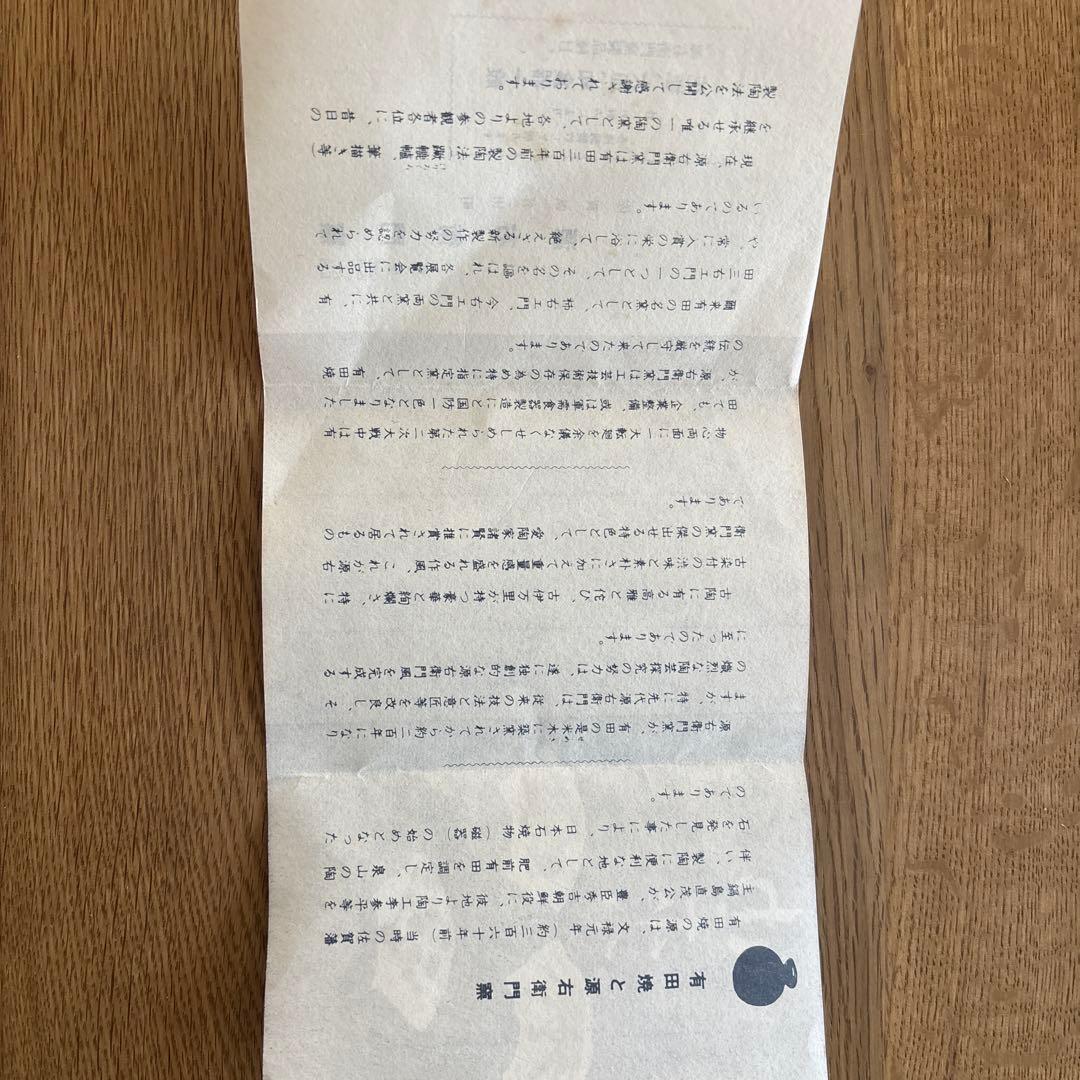 有田焼と源右衛門窯
有田焼の源は、文禄元年（約三百六十年前）当時の佐賀藩
主鍋島直茂公が、豊臣秀吉朝鮮役に、彼地より陶工李参平等を
伴い、製陶に便利な地として、肥前有田を調定し、泉山の陶
石を発見した事により、日本石焼物（磁器）の始めとなった
のであります。
源右衛門窯が、有田の是米木に築窯されてから約二百年になり
ますが、特に先代源右衛門は、従来の技法と意匠等を改良し、そ
の熾烈な陶芸探究の努力は、遂に独創的な源右衛門風を完成する
に至ったのであります。
古陶に有る高雅と侘び、古伊万里が持つ豪華と絢爛さ、特に
古染付の渋味と素朴さに加えて重量感を盛れる作風、これが源右
衛門窯の傑出せる特色として、愛陶家諸賢に推賞されて居るもの
であります。
物心両面に一大転廻を余儀なくせしめられた第二次大戦中は有
田でも、企業整備、或は軍需食器製造にと国防一色となりました
が、源右衛門窯は工芸技術保存の為め特に指定窯として、有田焼
の伝統を厳守して来たのであります。
爾来有田の名窯として、柿右エ門、今右エ門の両窯と共に、有
田三右エ門の一つとして、その名を謳はれ、各展覧会に出品する
や、常に入賞の栄に浴して、絶えざる新製作の努力を認められて
いるのであります。
現在、源右衛門窯は有田三百年前の製陶法（蹴轆轤、筆描き等）
を継承せる唯一の陶窯として、各地よりの参観者各位に、昔日の
製陶法を公開して感謝されております。